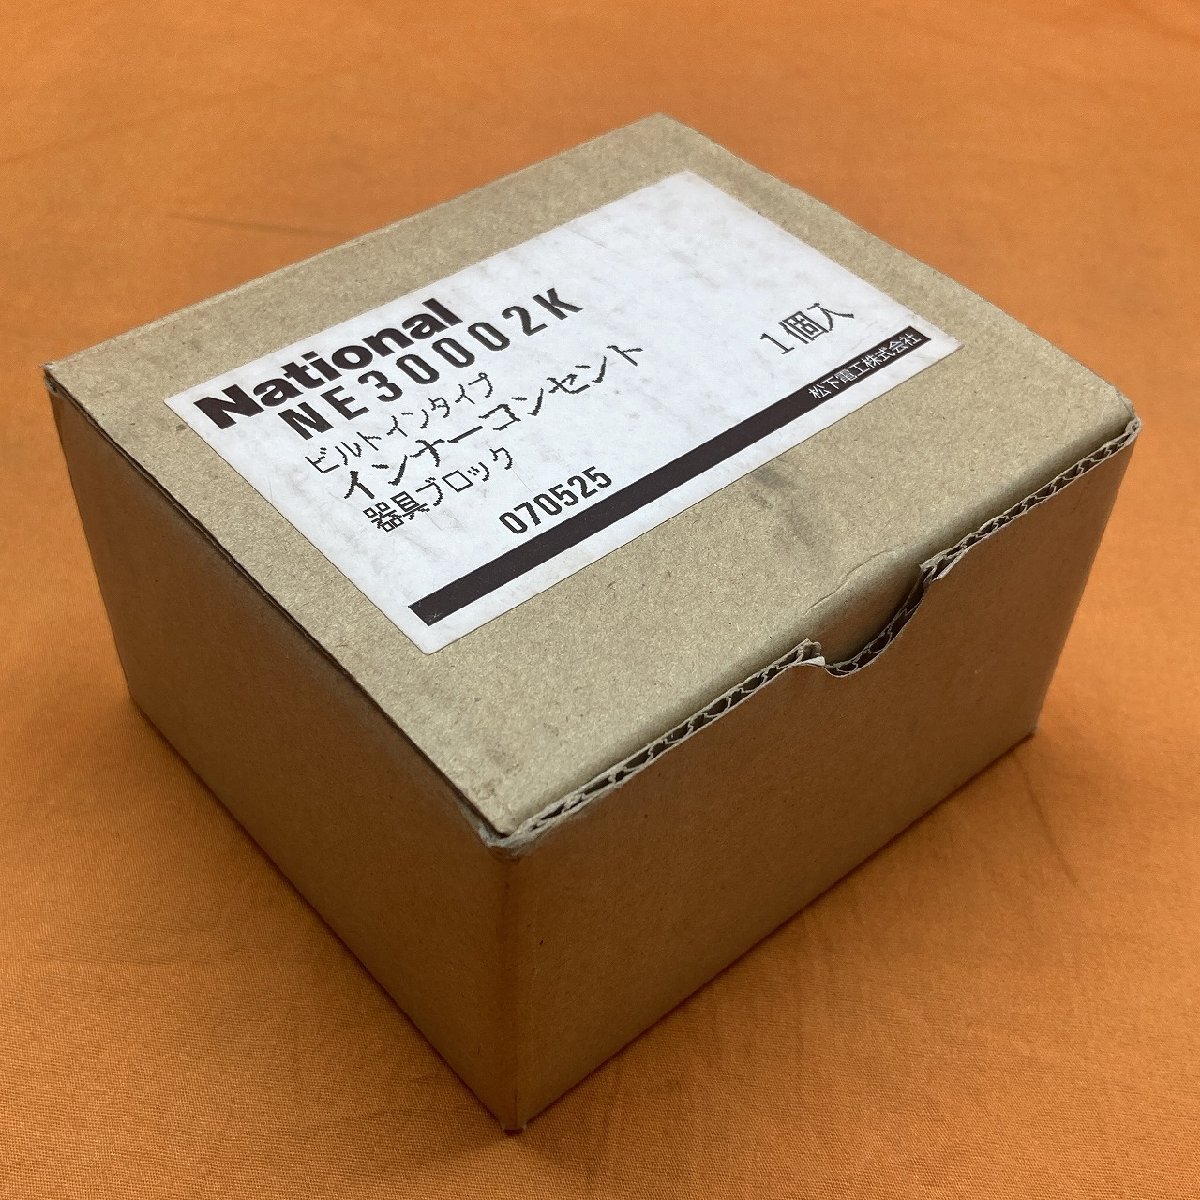 National
NE30002K
ビルトインタイプ
インナーコンセント
器具ブロック
1個入
070525
松下電工株式会社